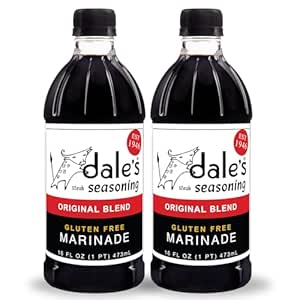 EST
1946
dale's
steak seasoning
ORIGINAL BLEND
GLUTEN FREE
MARINADE
16 FL OZ (1 PT) 473mL
EST
1946
dale's
steak seasoning
ORIGINAL BLEND
GLUTEN FREE
MARINADE
16 FL OZ (1 PT) 473mL